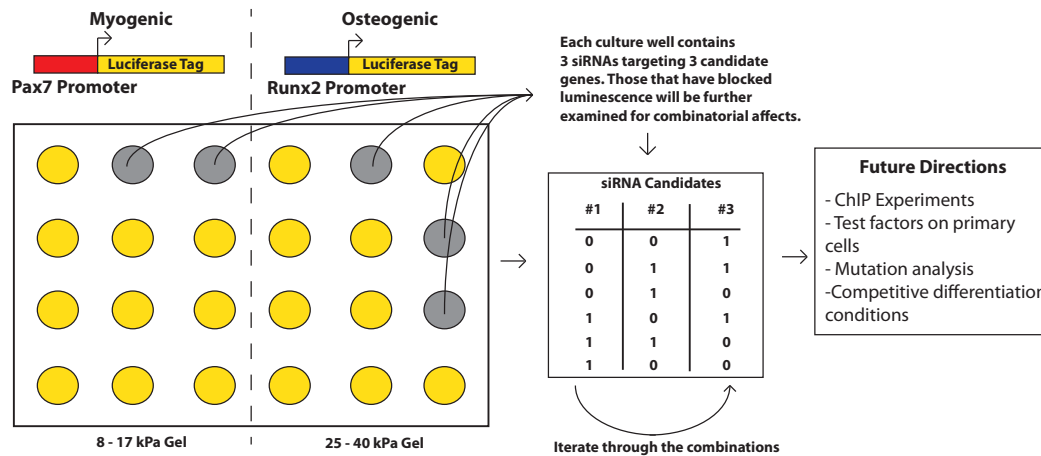 Myogenic
Luciferase Tag
Pax7 Promoter
Osteogenic
Luciferase Tag
Runx2 Promoter
8 - 17 kPa Gel
25 - 40 kPa Gel
Each culture well contains
3 siRNAs targeting 3 candidate
genes. Those that have blocked
luminescence will be further
examined for combinatorial affects.
siRNA Candidates
#1 #2 #3
0 0 1
0 1 1
0 1 0
1 0 1
1 1 0
1 0 0
Iterate through the combinations
Future Directions
- ChIP Experiments
- Test factors on primary
cells
- Mutation analysis
-Competitive differentiation
conditions